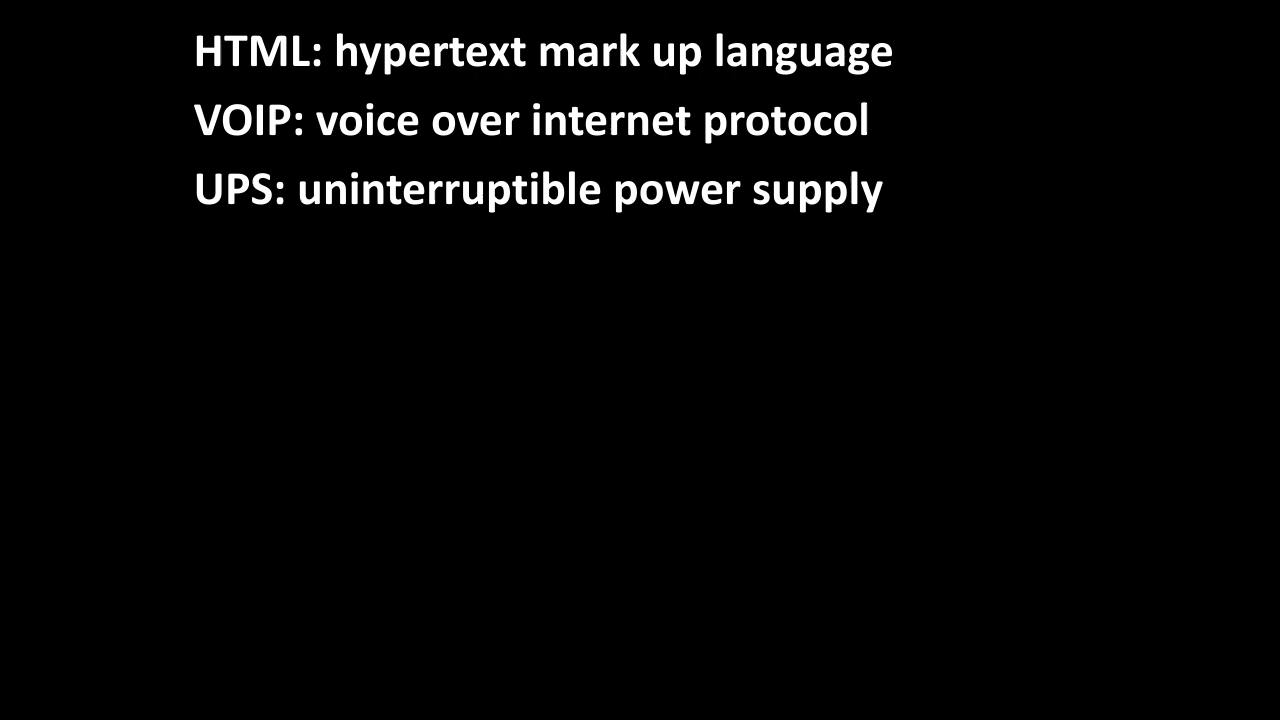 HTML: hypertext mark up language
VOIP: voice over internet protocol
UPS: uninterruptible power supply